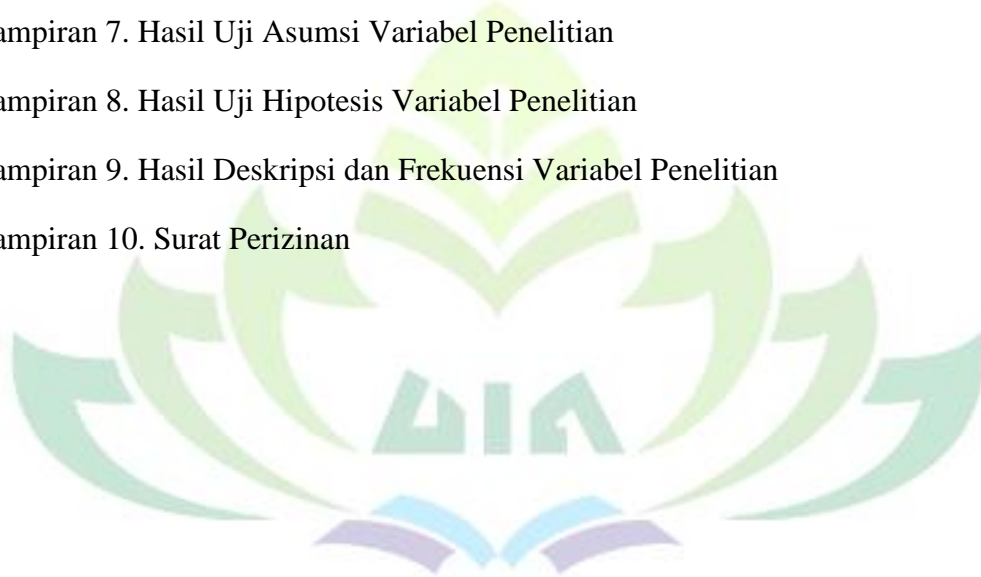 ampiran 7. Hasil Uji Asumsi Variabel Penelitian
ampiran 8. Hasil Uji Hipotesis Variabel Penelitian
ampiran 9. Hasil Deskripsi dan Frekuensi Variabel Penelitian
ampiran 10. Surat Perizinan
UIN